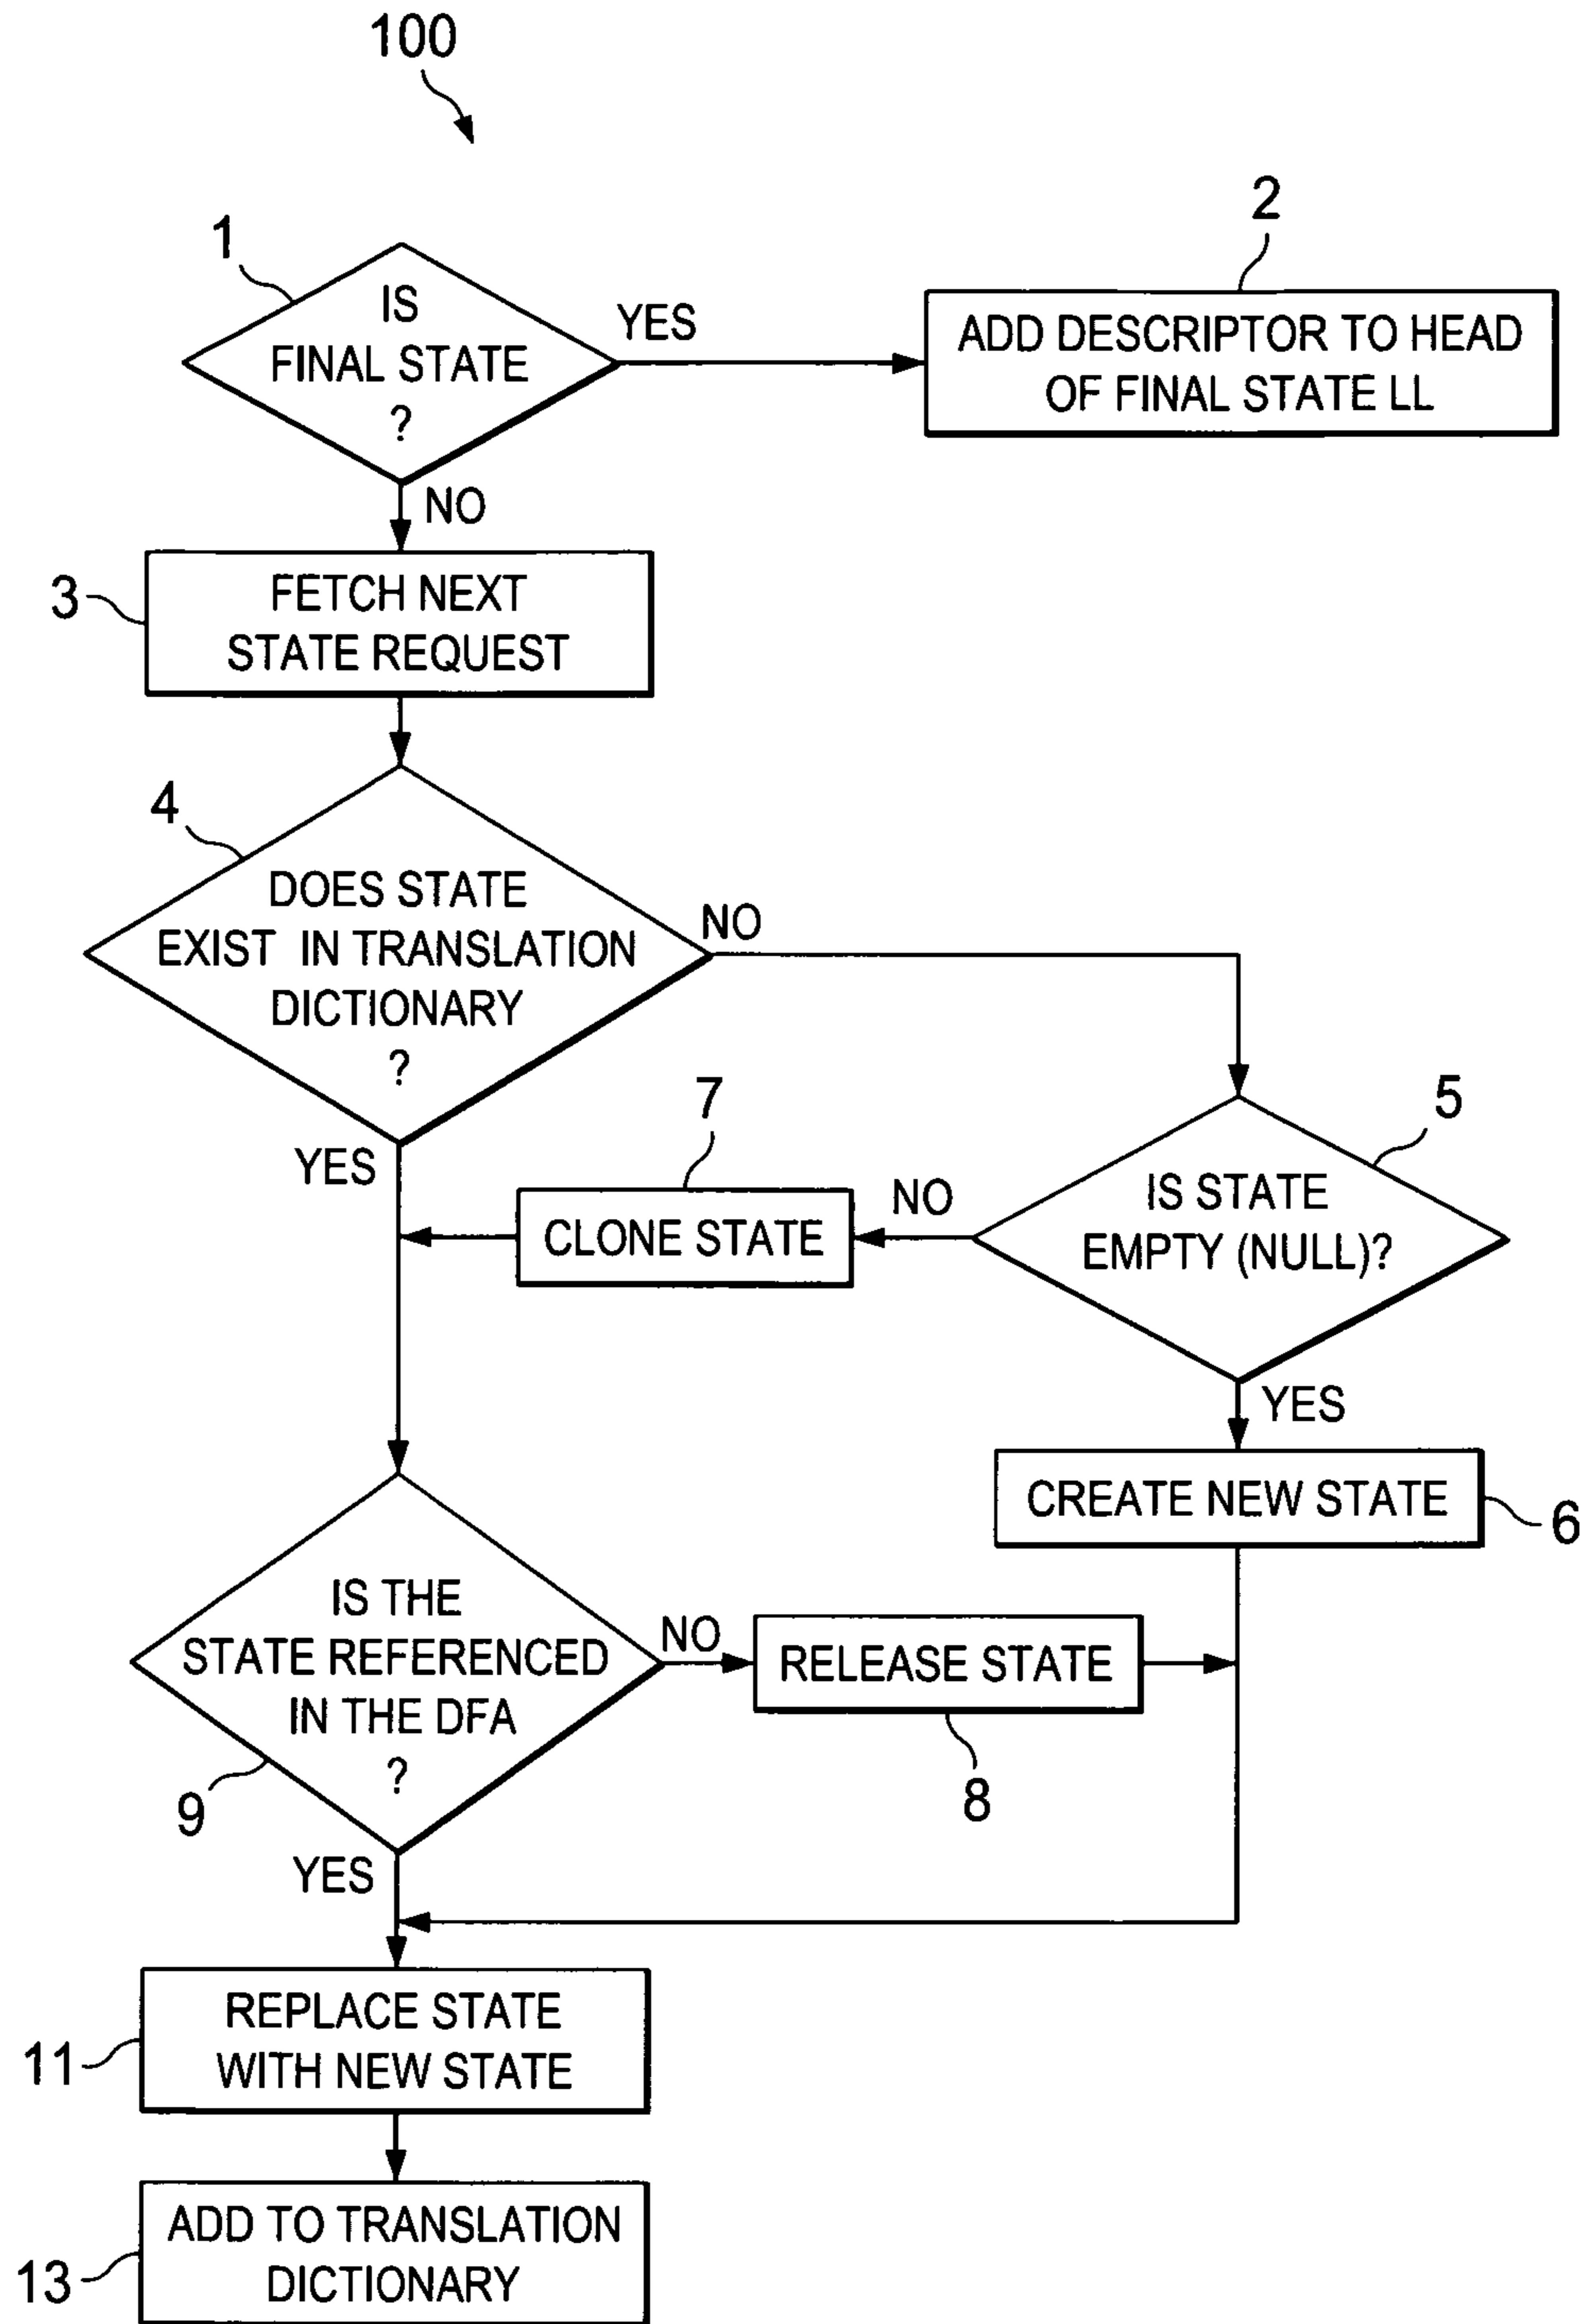 100
1
IS
FINAL STATE
?
YES
2
ADD DESCRIPTOR TO HEAD
OF FINAL STATE LL
NO
3
FETCH NEXT
STATE REQUEST
4
DOES STATE
EXIST IN TRANSLATION
DICTIONARY
?
NO
YES
5
IS STATE
EMPTY (NULL)?
NO
7
CLONE STATE
YES
CREATE NEW STATE
6
IS THE
STATE REFERENCED
IN THE DFA
?
9
NO
RELEASE STATE
8
YES
REPLACE STATE
WITH NEW STATE
11
ADD TO TRANSLATION
DICTIONARY
13